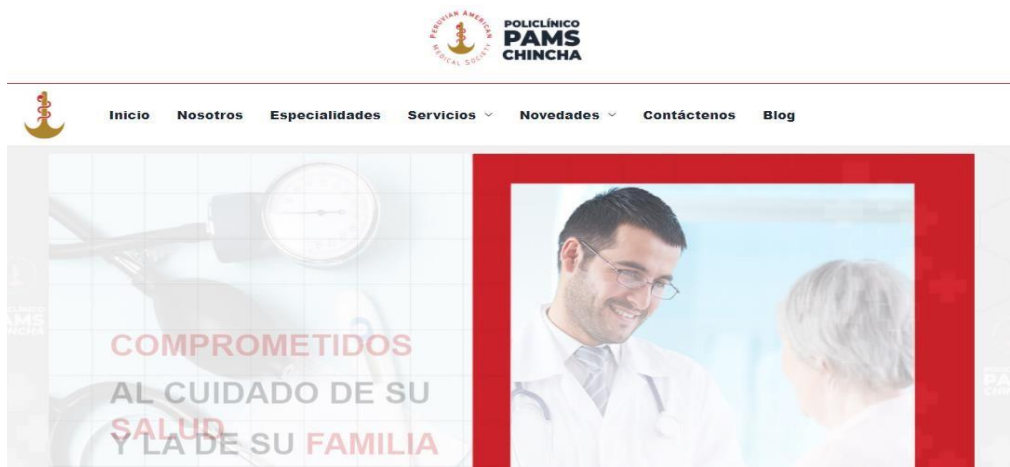 PERUVIAN AMERICAN
MEDICAL SOCIETY
POLICLÍNICO
PAMS
CHINCHA
Inicio Nosotros Especialidades Servicios Novedades Contáctenos Blog
COMPROMETIDOS
AL CUIDADO DE SU
SALUD
Y LA DE SU FAMILIA